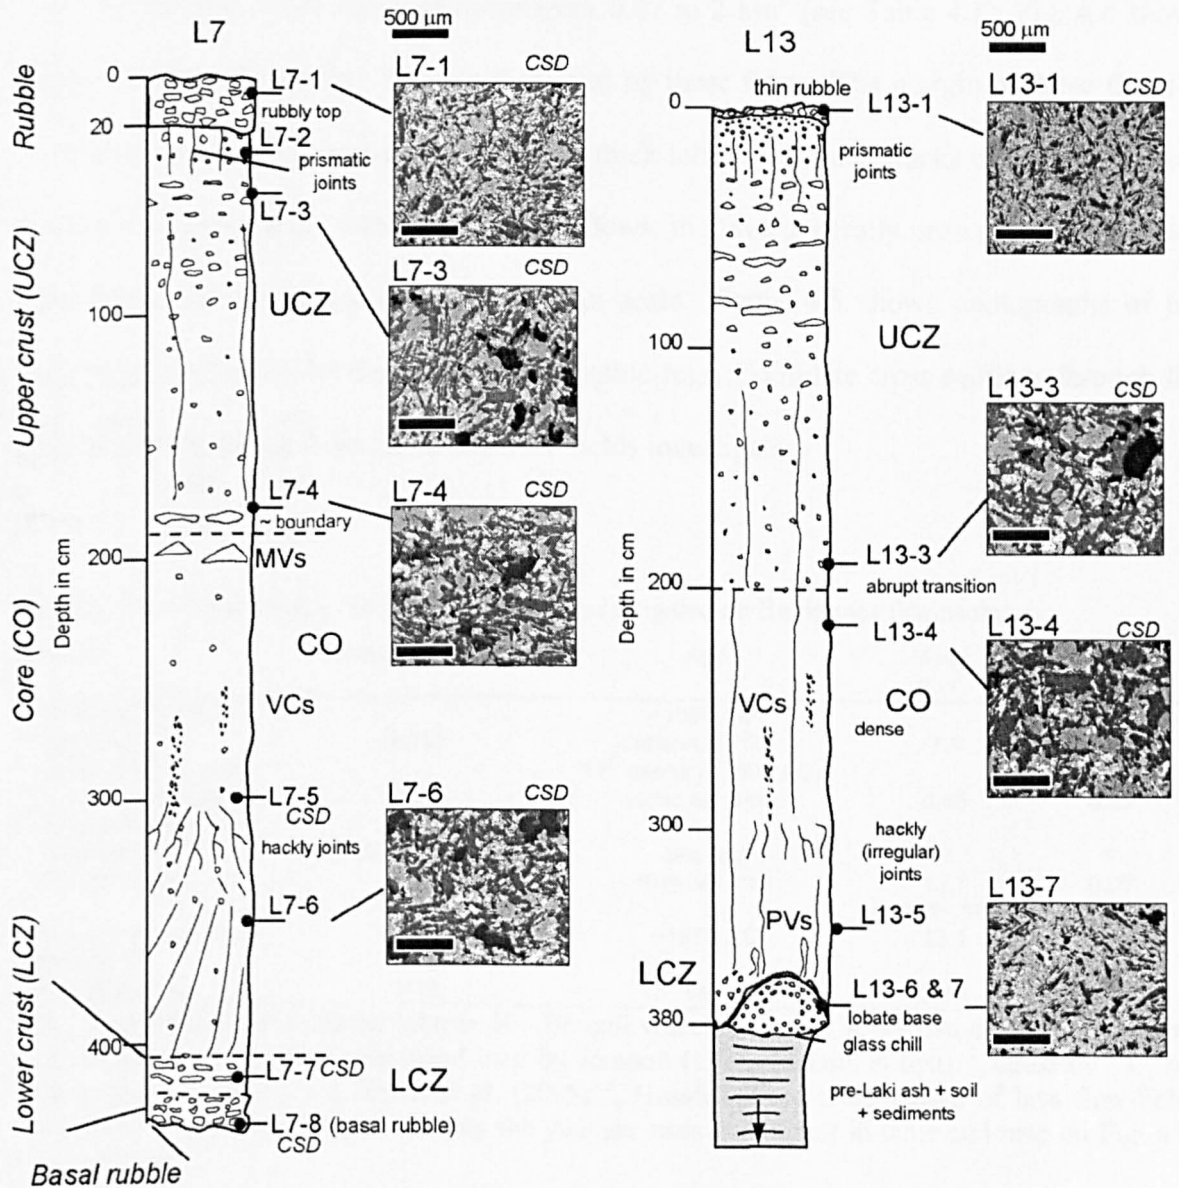 500 μm
500 μm
L7
L13
L7-1 CSD
L13-1 CSD
Rubble
0
L7-1
rubbly top
20
L7-2
prismatic
joints
L7-3
thin rubble
0
L13-1
prismatic
joints
L7-3 CSD
Upper crust (UCZ)
UCZ
100
100
UCZ
L13-3 CSD
L7-4 CSD
L7-4
~ boundary
MVs
200
Depth in cm
Core (CO)
CO
VCs
Depth in cm
200
L13-3
abrupt transition
L13-4
L13-4 CSD
VCs
CO
dense
300
L7-5
CSD
hackly joints
L7-6 CSD
L7-6
300
hackly
(irregular)
joints
L13-7
PVs
L13-5
LCZ
L13-6 & 7
lobate base
380
glass chill
Lower crust (LCZ)
400
L7-7 CSD
LCZ
L7-8 (basal rubble)
CSD
pre-Laki ash + soil
+ sediments
Basal rubble